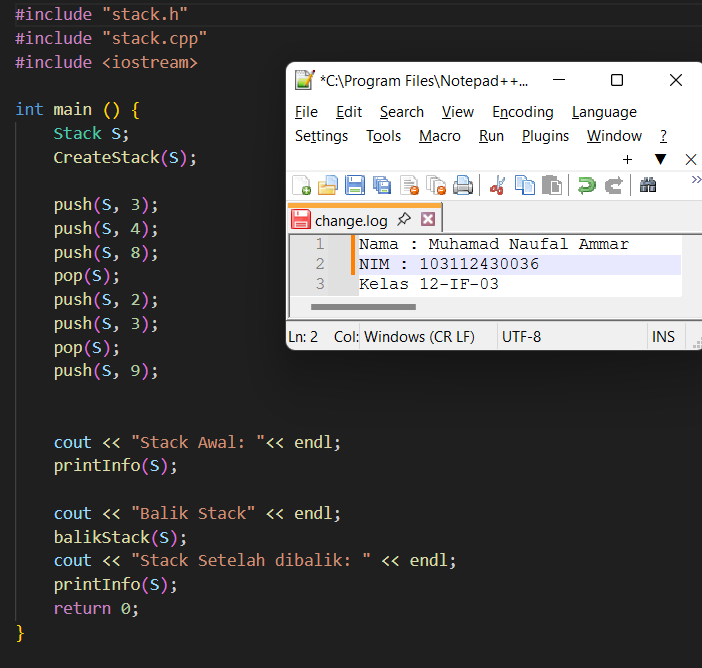 #include "stack.h"
#include "stack.cpp"
#include <iostream>
int main () {
Stack S;
CreateStack(S);
push(S, 3);
push(S, 4);
push(S, 8);
pop(S);
push(S, 2);
push(S, 3);
pop(S);
push(S, 9);
cout << "Stack Awal: "<< endl;
printInfo(S);
cout << "Balik Stack" << endl;
balikStack(S);
cout << "Stack Setelah dibalik: " << endl;
printInfo(S);
return 0;
}
*C:\Program Files\Notepad++...
File Edit Search View Encoding Language
Settings Tools Macro Run Plugins Window ?
change.log
1 Nama : Muhamad Naufal Ammar
2 NIM : 103112430036
3 Kelas 12-IF-03
Ln: 2 Col: Windows (CR LF) UTF-8 INS